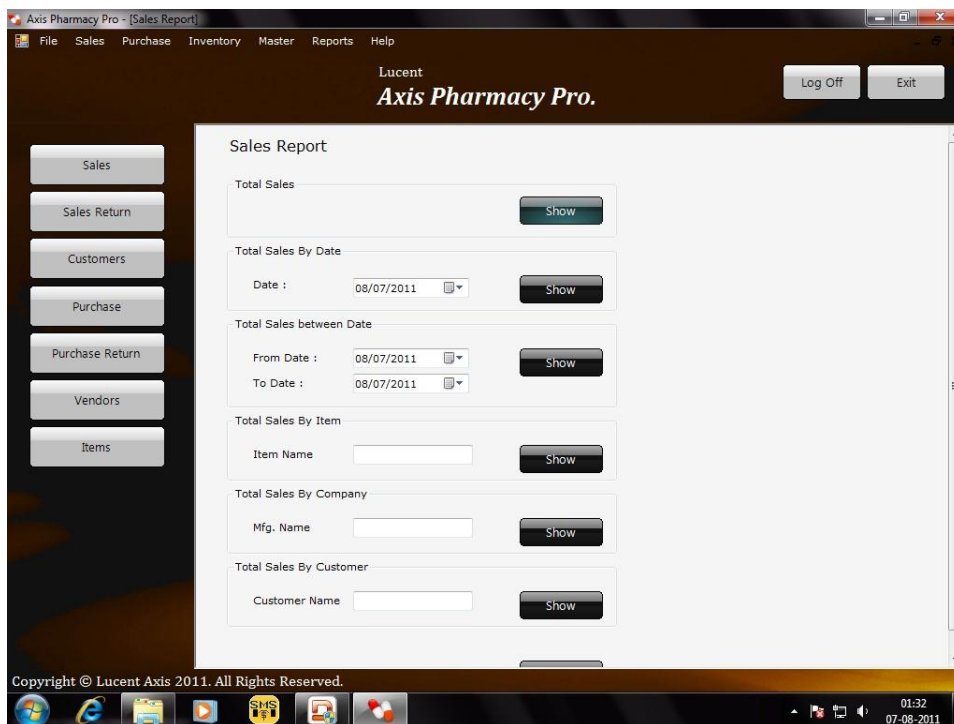 Axis Pharmacy Pro - [Sales Report]
File Sales Purchase Inventory Master Reports Help
Lucent
Axis Pharmacy Pro.
Log Off Exit
Sales
Sales Return
Customers
Purchase
Purchase Return
Vendors
Items
Sales Report
Total Sales
Show
Total Sales By Date
Date : 08/07/2011 Show
Total Sales between Date
From Date : 08/07/2011 Show
To Date : 08/07/2011
Total Sales By Item
Item Name Show
Total Sales By Company
Mfg. Name Show
Total Sales By Customer
Customer Name Show
Copyright © Lucent Axis 2011. All Rights Reserved.
SMS
01:32
07-08-2011